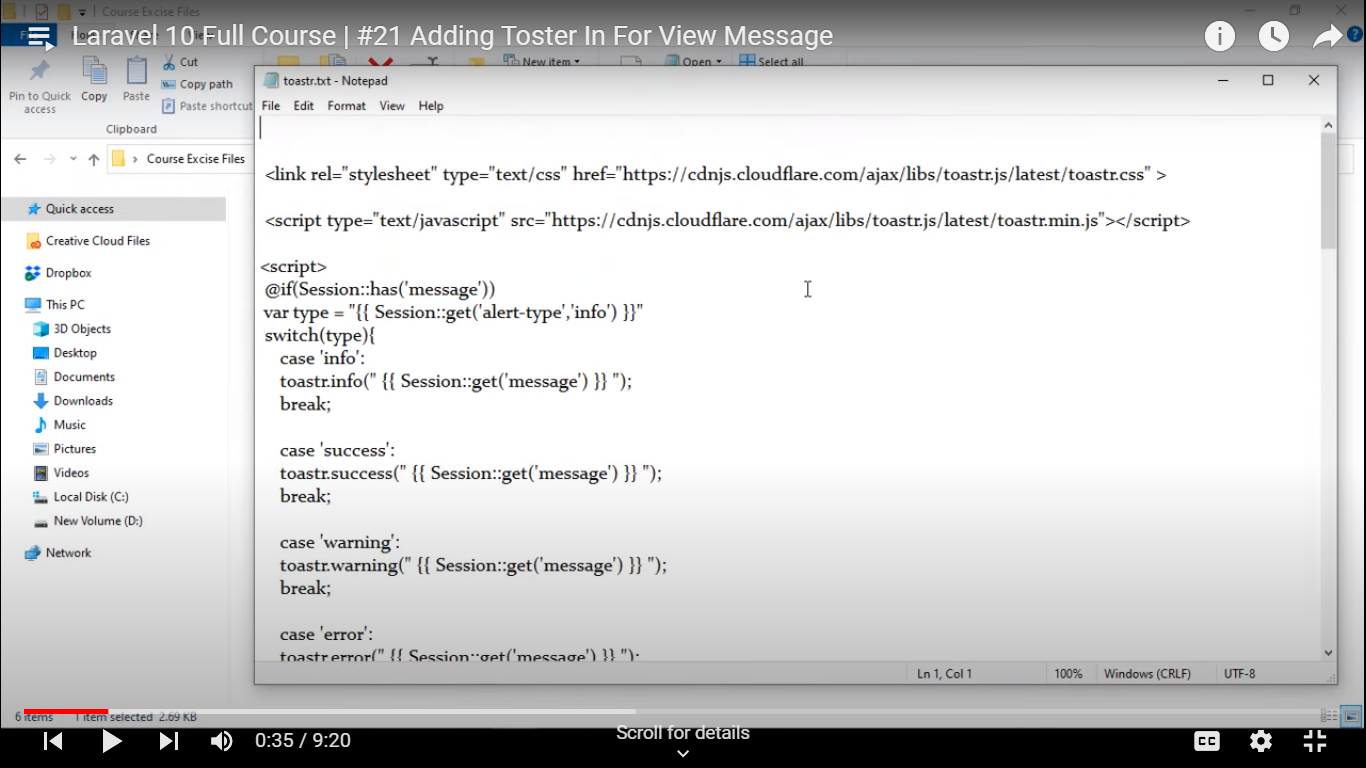 Course Excise Files
Laravel 10 Full Course | #21 Adding Toster In For View Message
Cut
New item
Open
Select all
Pin to Quick access
Copy
Paste
Copy path
Paste shortcut
Clipboard
toastr.txt - Notepad
File Edit Format View Help
Course Excise Files
<link rel="stylesheet" type="text/css" href="https://cdnjs.cloudflare.com/ajax/libs/toastr.js/latest/toastr.css" >
<script type="text/javascript" src="https://cdnjs.cloudflare.com/ajax/libs/toastr.js/latest/toastr.min.js"></script>
<script>
@if(Session::has('message'))
var type = "{{ Session::get('alert-type','info') }}"
switch(type){
case 'info':
toastr.info(" {{ Session::get('message') }} ");
break;
case 'success':
toastr.success(" {{ Session::get('message') }} ");
break;
case 'warning':
toastr.warning(" {{ Session::get('message') }} ");
break;
case 'error':
toastr.error(" {{ Session::get('message') }} ");
Quick access
Creative Cloud Files
Dropbox
This PC
3D Objects
Desktop
Documents
Downloads
Music
Pictures
Videos
Local Disk (C:)
New Volume (D:)
Network
Ln 1, Col 1
100%
Windows (CRLF)
UTF-8
6 items
1 item selected 2.69 KB
0:35 / 9:20
Scroll for details
CC